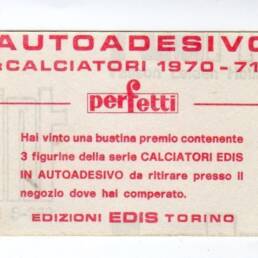 AUTOADESIVO
CALCIATORI 1970-71
perfetti
Hai vinto una bustina premio contenente
3 figurine della serie CALCIATORI EDIS
IN AUTOADESIVO da ritirare presso il
negozio dove hai comperato.
EDIZIONI EDIS TORINO